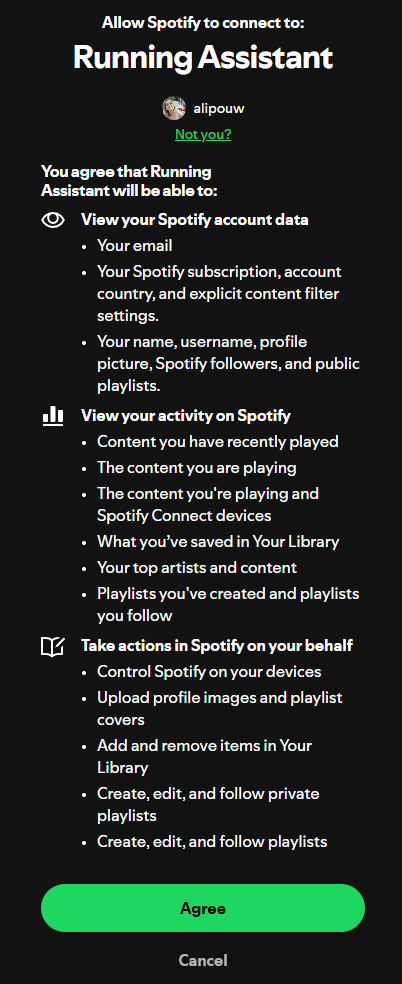 Allow Spotify to connect to:
Running Assistant
alipouw
Not you?
You agree that Running
Assistant will be able to:
View your Spotify account data
• Your email
• Your Spotify subscription, account
country, and explicit content filter
settings.
• Your name, username, profile
picture, Spotify followers, and public
playlists.
View your activity on Spotify
• Content you have recently played
• The content you are playing
• The content you're playing and
Spotify Connect devices
• What you’ve saved in Your Library
• Your top artists and content
• Playlists you’ve created and playlists
you follow
Take actions in Spotify on your behalf
• Control Spotify on your devices
• Upload profile images and playlist
covers
• Add and remove items in Your
Library
• Create, edit, and follow private
playlists
• Create, edit, and follow playlists
Agree
Cancel